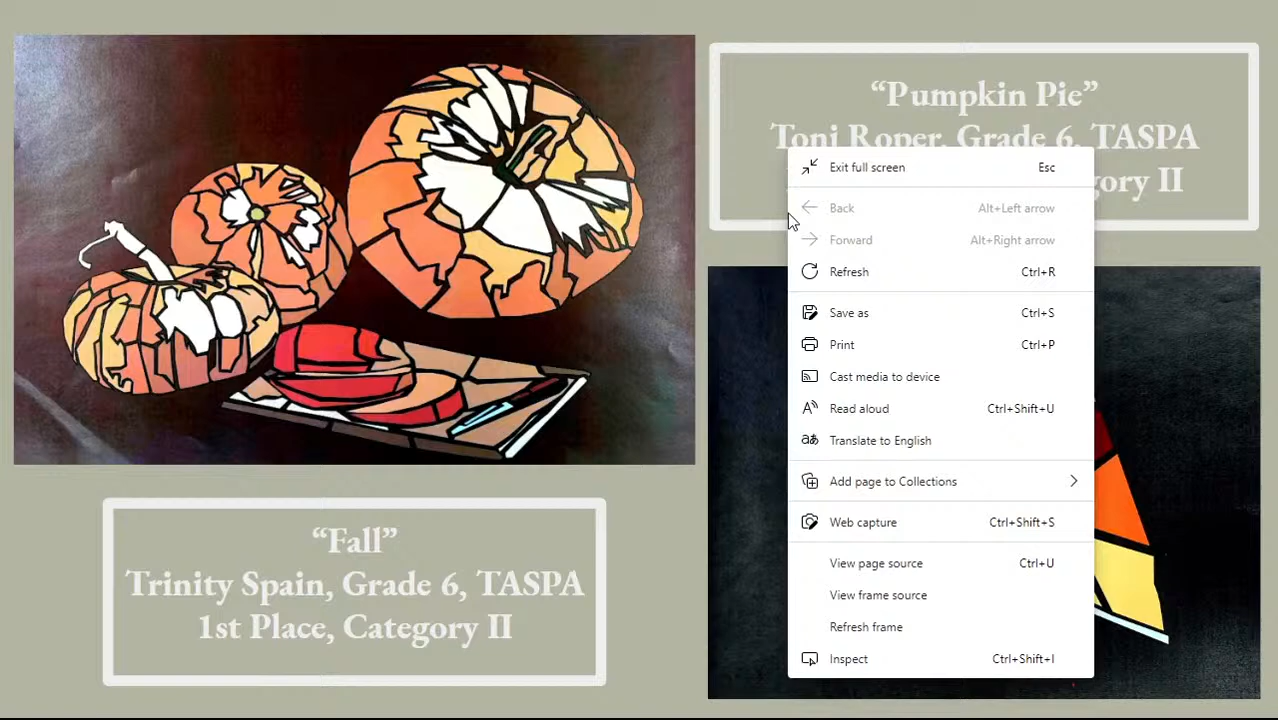 “Pumpkin Pie”
Toni Roper, Grade 6, TASPA
gory II
Exit full screen Esc
Back Alt+Left arrow
Forward Alt+Right arrow
Refresh Ctrl+R
Save as Ctrl+S
Print Ctrl+P
Cast media to device
Read aloud Ctrl+Shift+U
Translate to English
Add page to Collections
Web capture Ctrl+Shift+S
View page source Ctrl+U
View frame source
Refresh frame
Inspect Ctrl+Shift+I
“Fall”
Trinity Spain, Grade 6, TASPA
1st Place, Category II